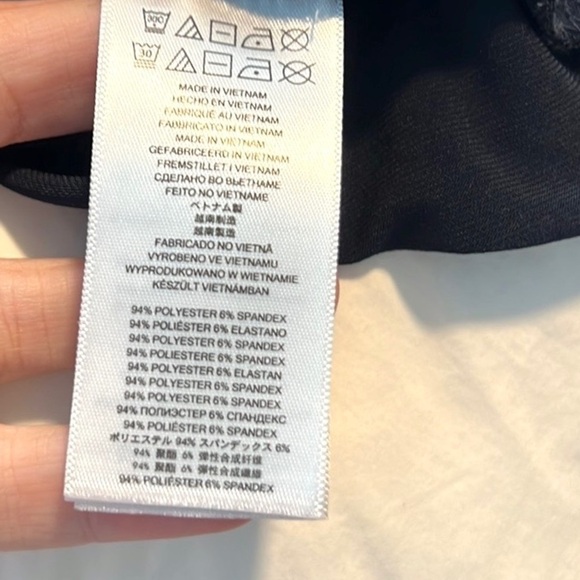 30
MADE IN VIETNAM
HECHO EN VIETNAM
FABRIQUÉ AU VIETNAM
FABBRICATO IN VIETNAM
MADE IN VIETNAM
GEFABRICEERD IN VIETNAM
FREMSTILLET I VIETNAM
СДЕЛАНО ВО ВЬЕТНАМЕ
FEITO NO VIETNAME
ベトナム製
越南制造
越南製造
FABRICADO NO VIETNÃ
VYROBENO VE VIETNAMU
WYPRODUKOWANO W WIETNAMIE
KÉSZÜLT VIETNÁMBAN
94% POLYESTER 6% SPANDEX
94% POLIÉSTER 6% ELASTANO
94% POLYESTER 6% SPANDEX
94% POLIESTERE 6% SPANDEX
94% POLYESTER 6% ELASTAN
94% POLYESTER 6% SPANDEX
94% POLYESTER 6% SPANDEX
94% ПОЛИЭСТЕР 6% СПАНДЕКС
94% POLIÉSTER 6% SPANDEX
ポリエステル 94% スパンデックス 6%
94% 聚酯 6% 弹性合成纤维
94% 聚酯 6% 彈性合成纖維
94% POLIÉSTER 6% SPANDEX